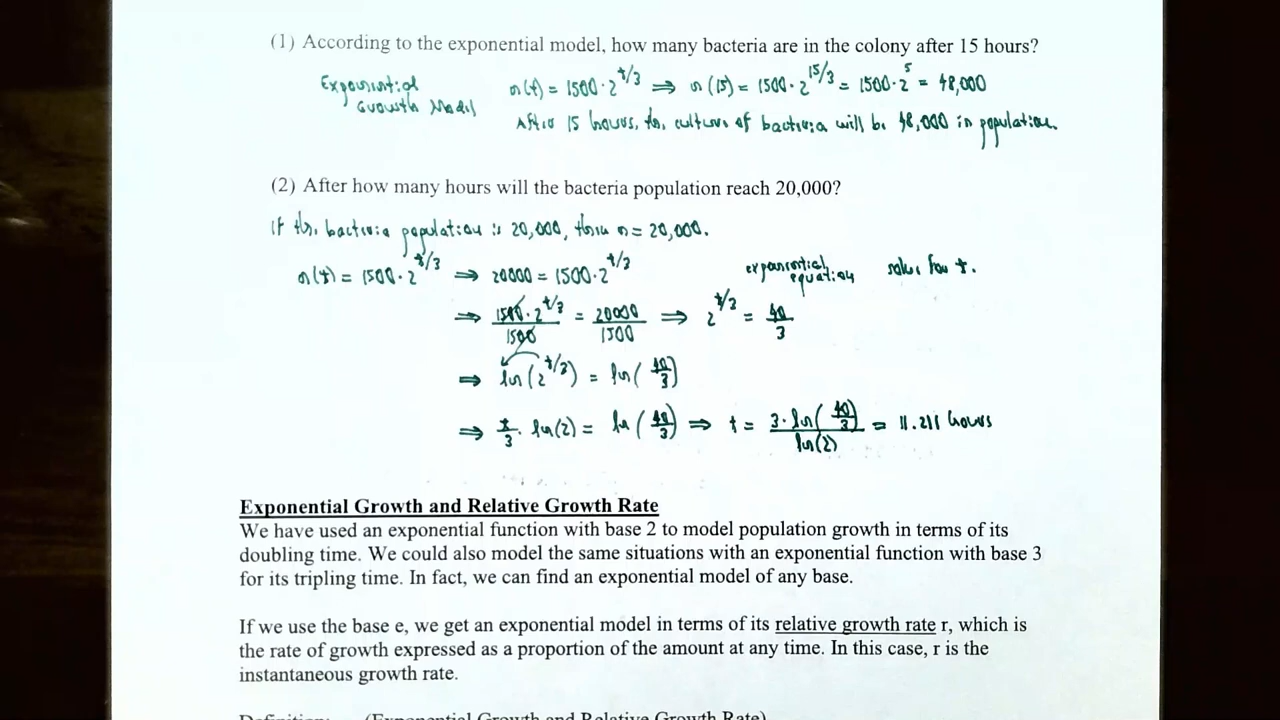 (1) According to the exponential model, how many bacteria are in the colony after 15 hours?
Exponential Growth Model
n(t) = 1500·2^{t/3} ⇒ n(15) = 1500·2^{15/3} = 1500·2^5 = 48,000
After 15 hours, the culture of bacteria will be 48,000 in population.
(2) After how many hours will the bacteria population reach 20,000?
If the bacteria population is 20,000, then n = 20,000.
n(t) = 1500·2^{t/3} ⇒ 20000 = 1500·2^{t/3} exponential equation solve for t.
⇒ 1500·2^{t/3}/1500 = 20000/1500 ⇒ 2^{t/3} = 40/3
⇒ ln(2^{t/3}) = ln(40/3)
⇒ t/3 · ln(2) = ln(40/3) ⇒ t = 3·ln(40/3)/ln(2) = 11.211 hours
Exponential Growth and Relative Growth Rate
We have used an exponential function with base 2 to model population growth in terms of its
doubling time. We could also model the same situations with an exponential function with base 3
for its tripling time. In fact, we can find an exponential model of any base.
If we use the base e, we get an exponential model in terms of its relative growth rate r, which is
the rate of growth expressed as a proportion of the amount at any time. In this case, r is the
instantaneous growth rate.
Definition: (Exponential Growth and Relative Growth Rate)